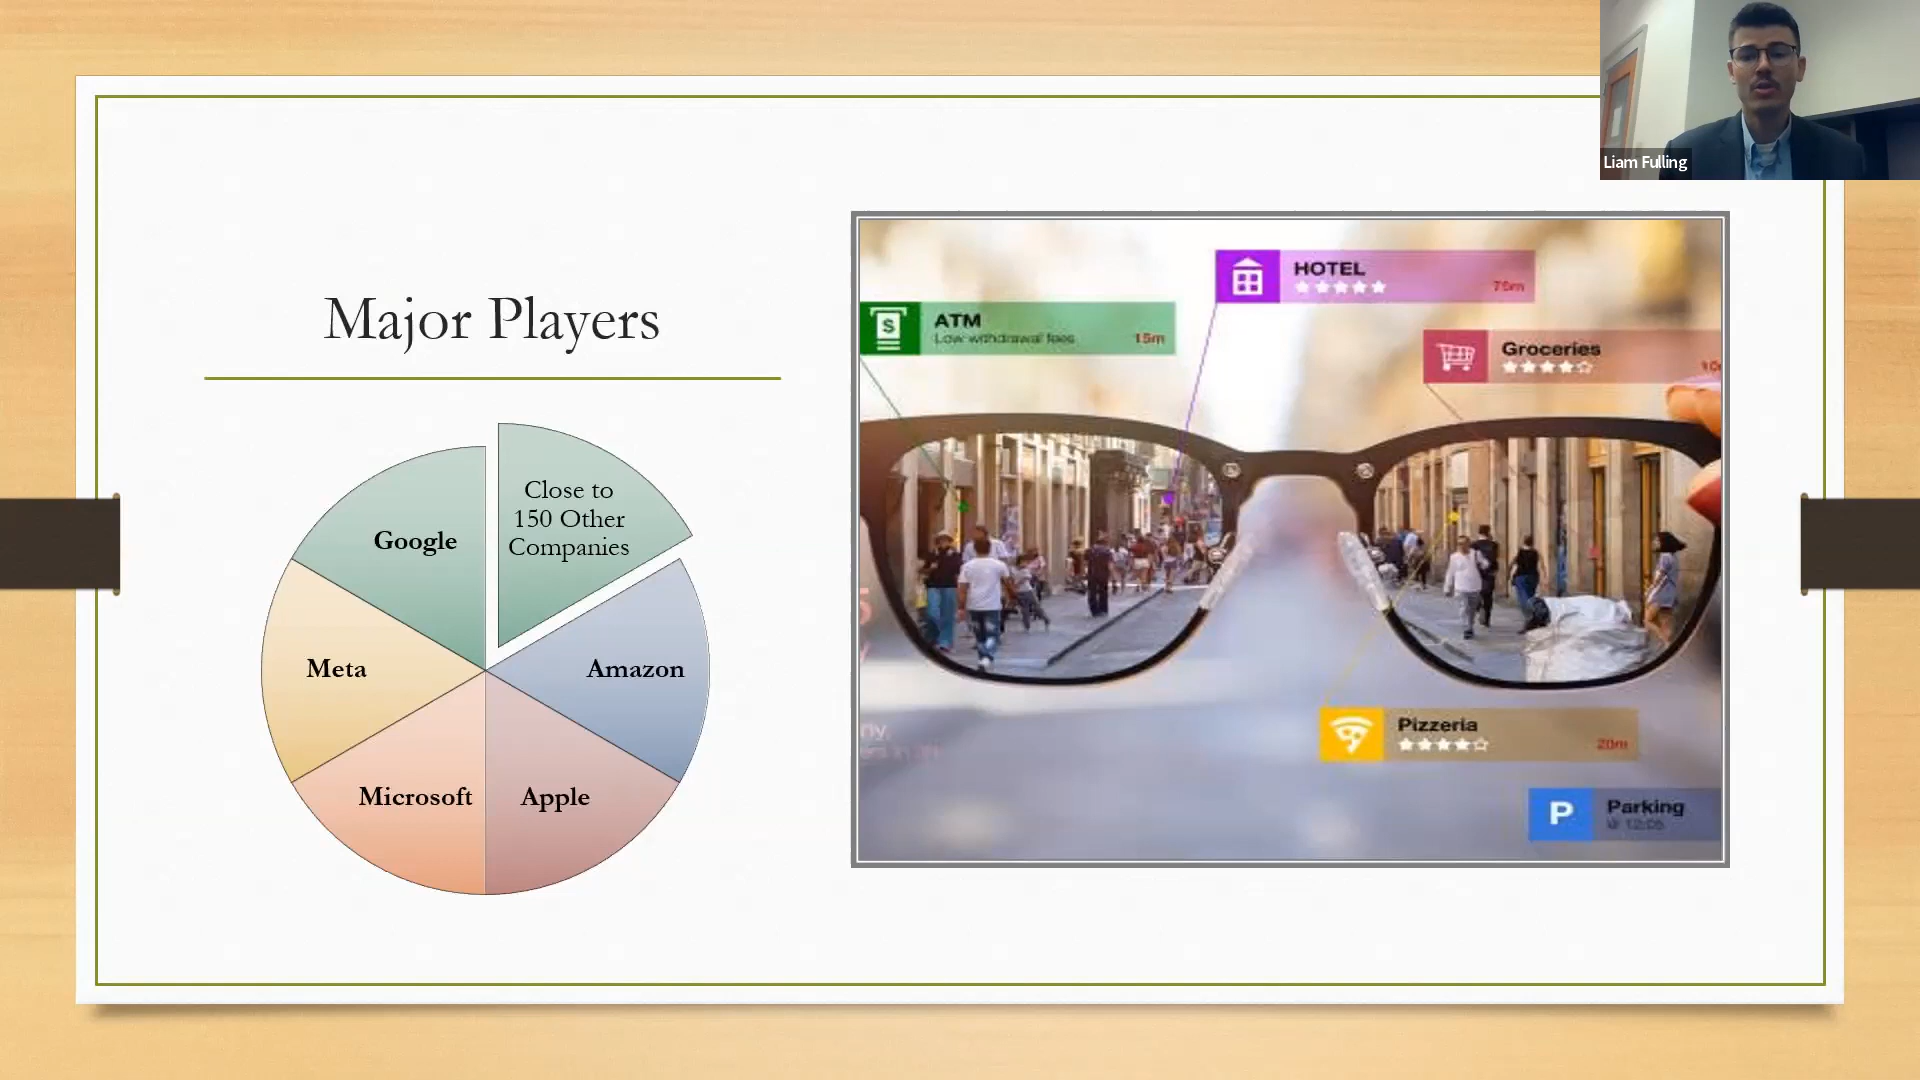 Liam Fulling
Major Players
Close to
150 Other
Companies
Google
Meta
Amazon
Microsoft
Apple
HOTEL
75m
ATM
Low withdrawal fees
15m
Groceries
Pizzeria
20m
P
Parking